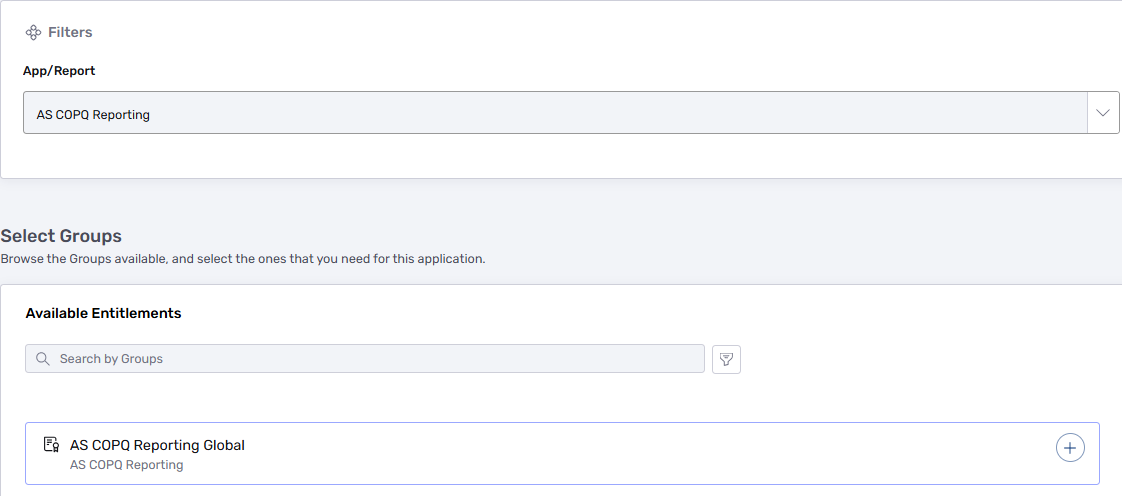 Filters
App/Report
AS COPQ Reporting
Select Groups
Browse the Groups available, and select the ones that you need for this application.
Available Entitlements
Search by Groups
AS COPQ Reporting Global
AS COPQ Reporting